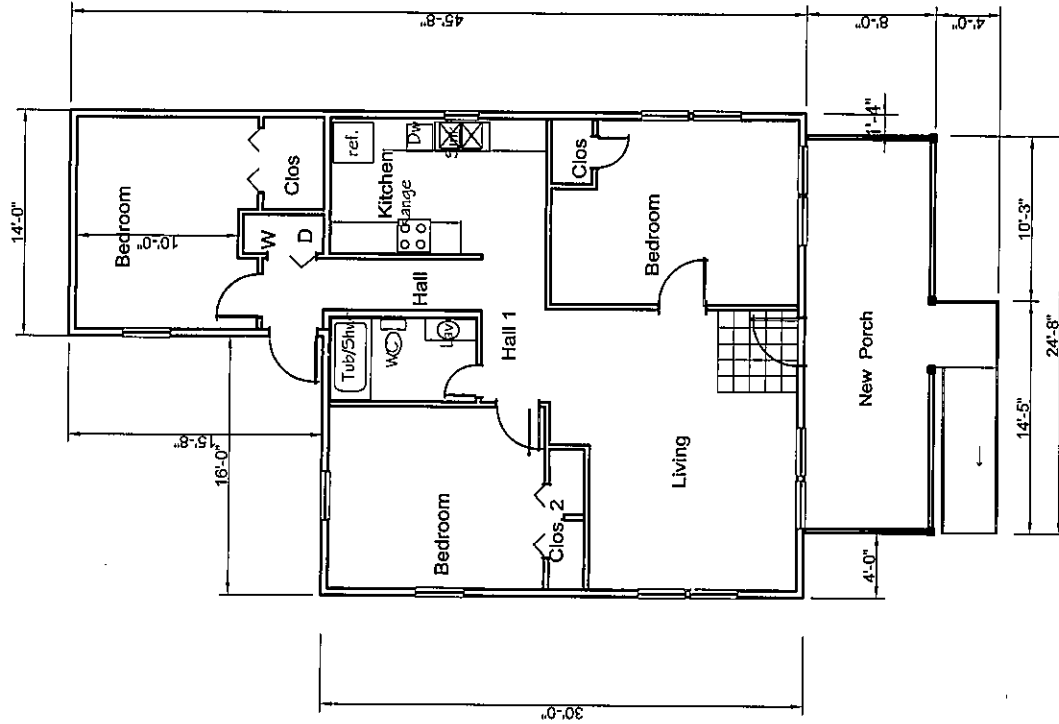 45'-8"
8'-0"
4'-0"
14'-0"
Bedroom
10'-0"
Clos
W
D
ref.
Kitchen
Range
Dw
Sink
Clos
1'-4"
Hall
Bedroom
10'-3"
Tub/Shw
WC
Lav
Hall 1
15'-8"
16'-0"
New Porch
24'-8"
14'-5"
Living
Bedroom
Clos. 2
4'-0"
30'-0"